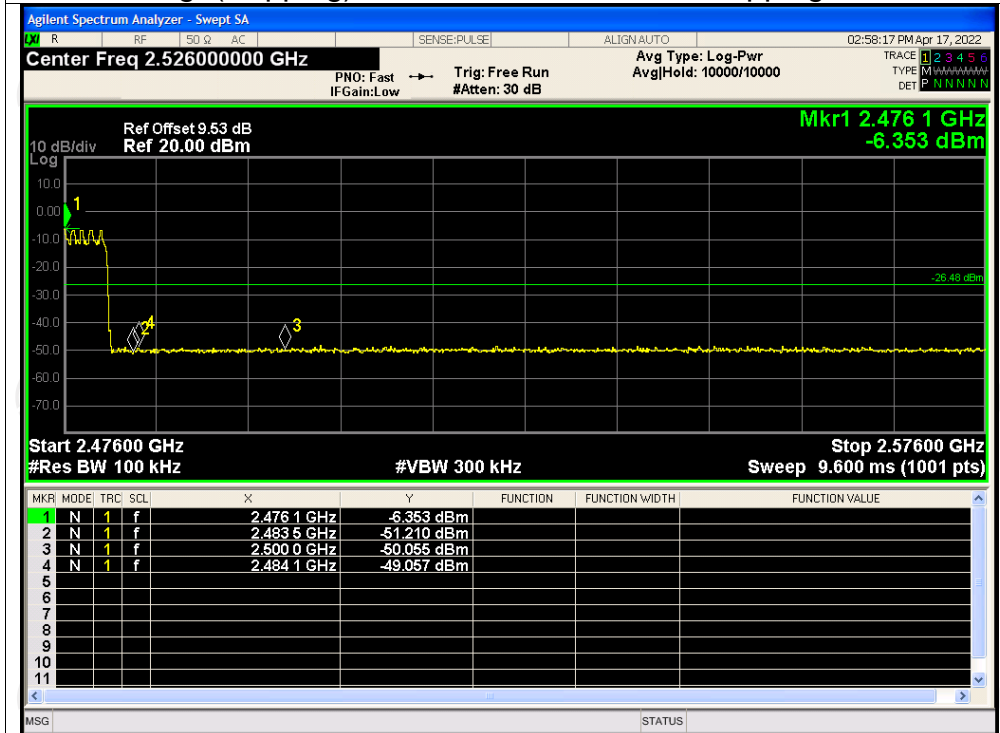 Agilent Spectrum Analyzer - Swept SA
LXI R RF 50 Ω AC SENSE:PULSE ALIGNAUTO 02:58:17 PM Apr 17, 2022
Center Freq 2.526000000 GHz
PNO: Fast
IFGain:Low
Trig: Free Run
#Atten: 30 dB
Avg Type: Log-Pwr
Avg|Hold: 10000/10000
TRACE 1 2 3 4 5 6
TYPE M
DET P N N N N N
Mkr1 2.476 1 GHz
-6.353 dBm
Ref Offset 9.53 dB
10 dB/div Ref 20.00 dBm
Log
10.0
0.00
-10.0
-20.0
-30.0
-40.0
-50.0
-60.0
-70.0
1
2
4
3
-26.48 dBm
Start 2.47600 GHz Stop 2.57600 GHz
#Res BW 100 kHz #VBW 300 kHz Sweep 9.600 ms (1001 pts)
MKR MODE TRC SCL X Y FUNCTION FUNCTION WIDTH FUNCTION VALUE
1 N 1 f 2.476 1 GHz -6.353 dBm
2 N 1 f 2.483 5 GHz -51.210 dBm
3 N 1 f 2.500 0 GHz -50.055 dBm
4 N 1 f 2.484 1 GHz -49.057 dBm
5
6
7
8
9
10
11
MSG STATUS